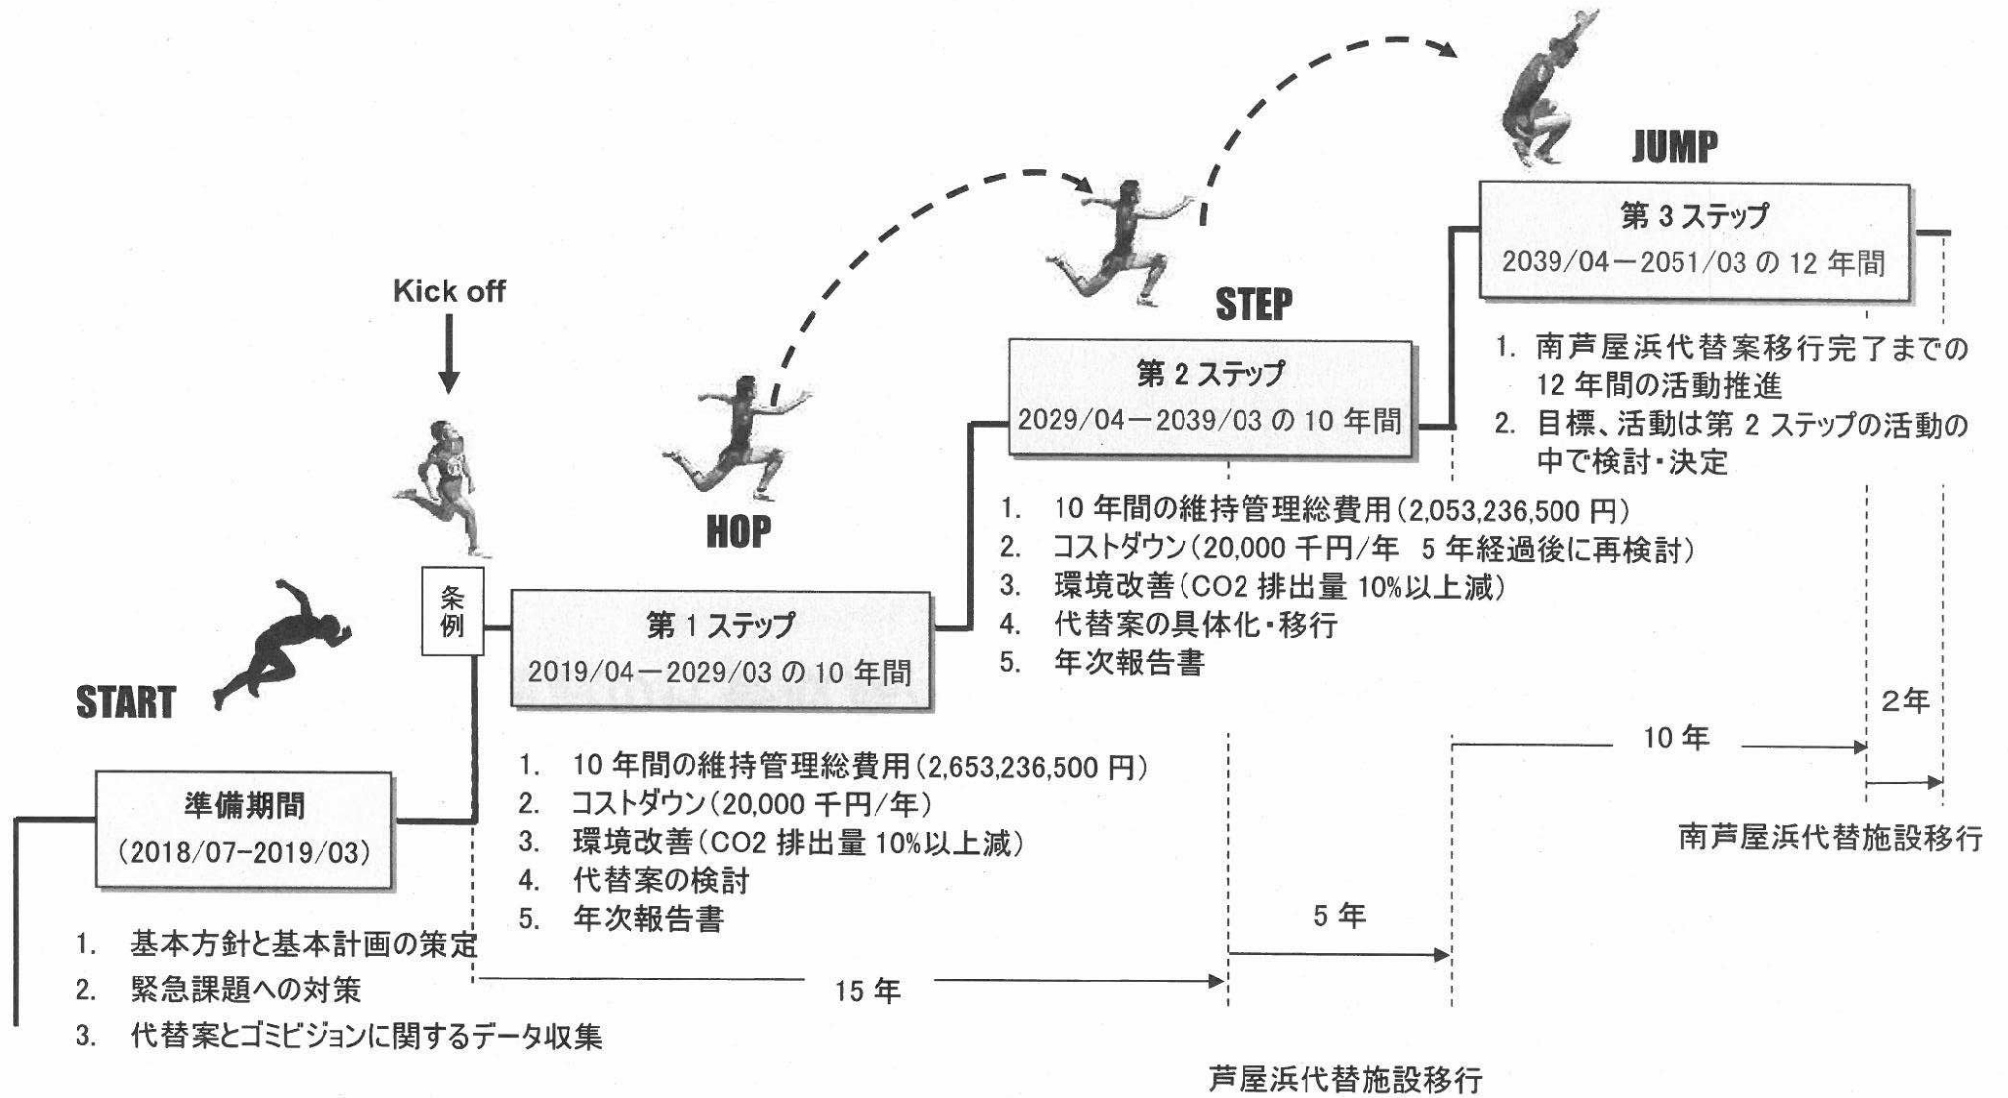 JUMP
第 3 ステップ
2039/04－2051/03 の 12 年間
1. 南芦屋浜代替案移行完了までの
12 年間の活動推進
2. 目標、活動は第 2 ステップの活動の
中で検討・決定
STEP
第 2 ステップ
2029/04－2039/03 の 10 年間
1. 10 年間の維持管理総費用（2,053,236,500 円）
2. コストダウン（20,000 千円/年 5 年経過後に再検討）
3. 環境改善（CO2 排出量 10%以上減）
4. 代替案の具体化・移行
5. 年次報告書
Kick off
HOP
条
例
第 1 ステップ
2019/04－2029/03 の 10 年間
1. 10 年間の維持管理総費用（2,653,236,500 円）
2. コストダウン（20,000 千円/年）
3. 環境改善（CO2 排出量 10%以上減）
4. 代替案の検討
5. 年次報告書
START
準備期間
（2018/07-2019/03）
1. 基本方針と基本計画の策定
2. 緊急課題への対策
3. 代替案とゴミビジョンに関するデータ収集
15 年
5 年
10 年
2年
芦屋浜代替施設移行
南芦屋浜代替施設移行